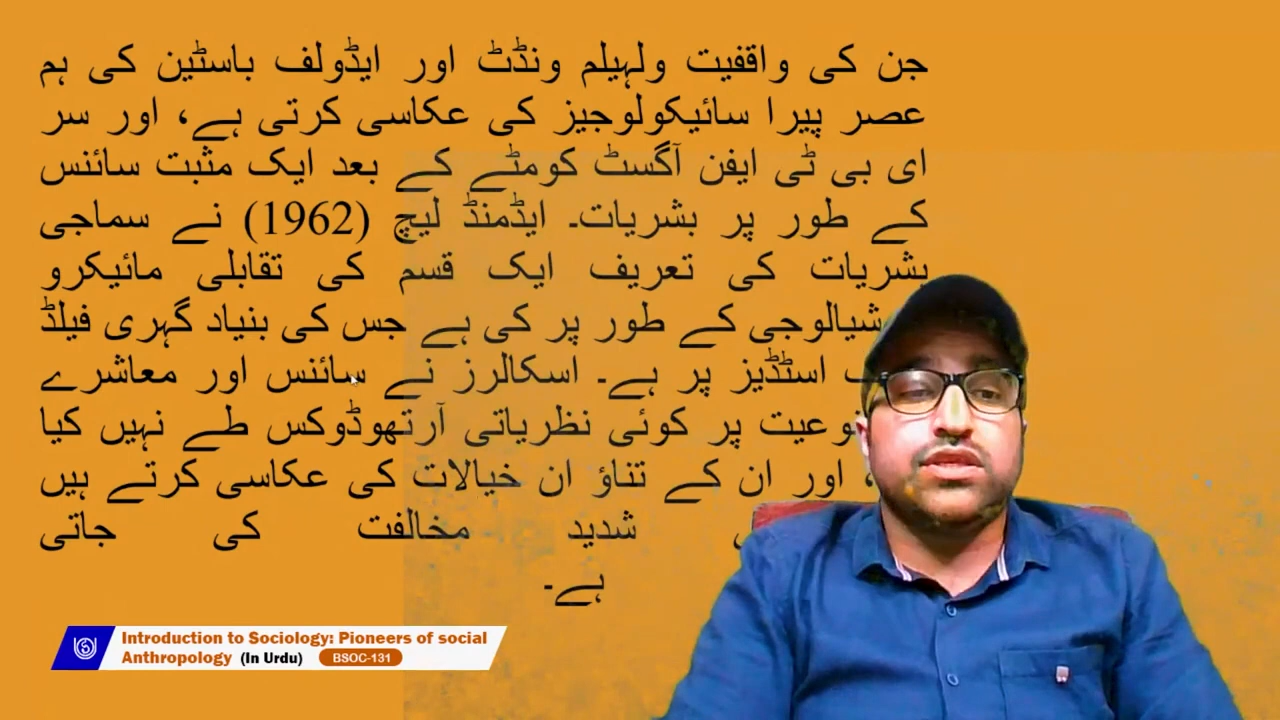 جن کی واقفیت ولہیلم ونڈٹ اور ایڈولف باسٹین کی ہم
عصر پیرا سائیکولوجیز کی عکاسی کرتی ہے، اور سر
ای بی ٹی ایفن آگسٹ کومٹے کے بعد ایک مثبت سائنس
کے طور پر بشریات۔ ایڈمنڈ لیچ (1962) نے سماجی
بشریات کی تعریف ایک قسم کی تقابلی مائیکرو
شیالوجی کے طور پر کی ہے جس کی بنیاد گہری فیلڈ
اسٹڈیز پر ہے۔ اسکالرز نے سائنس اور معاشرے
پر کوئی نظریاتی آرتھوڈوکس طے نہیں کیا
، اور ان کے تناؤ ان خیالات کی عکاسی کرتے ہیں
شدید مخالفت کی جاتی
ہے۔
Introduction to Sociology: Pioneers of social
Anthropology (In Urdu) BSOC-131